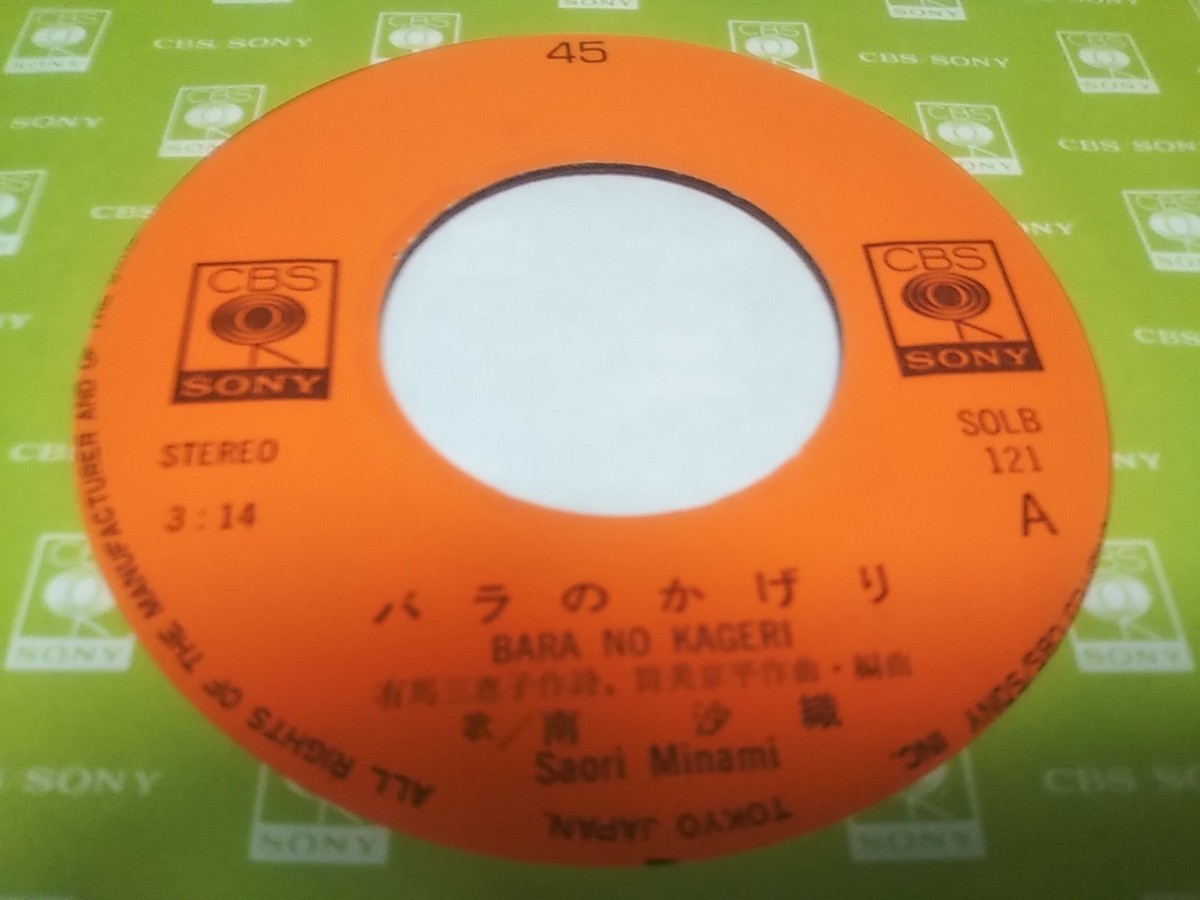 45
CBS
SONY
CBS
SONY
STEREO
3:14
SOLB
121
A
バラのかげり
BARA NO KAGERI
有馬三恵子作詩、筒美京平作曲・編曲
歌/南 沙織
Saori Minami
ALL RIGHTS OF THE MANUFACTURER AND OF THE
CBS/SONY INC.
TOKYO JAPAN.
CBS/SONY
CBS/SONY
CBS/SONY